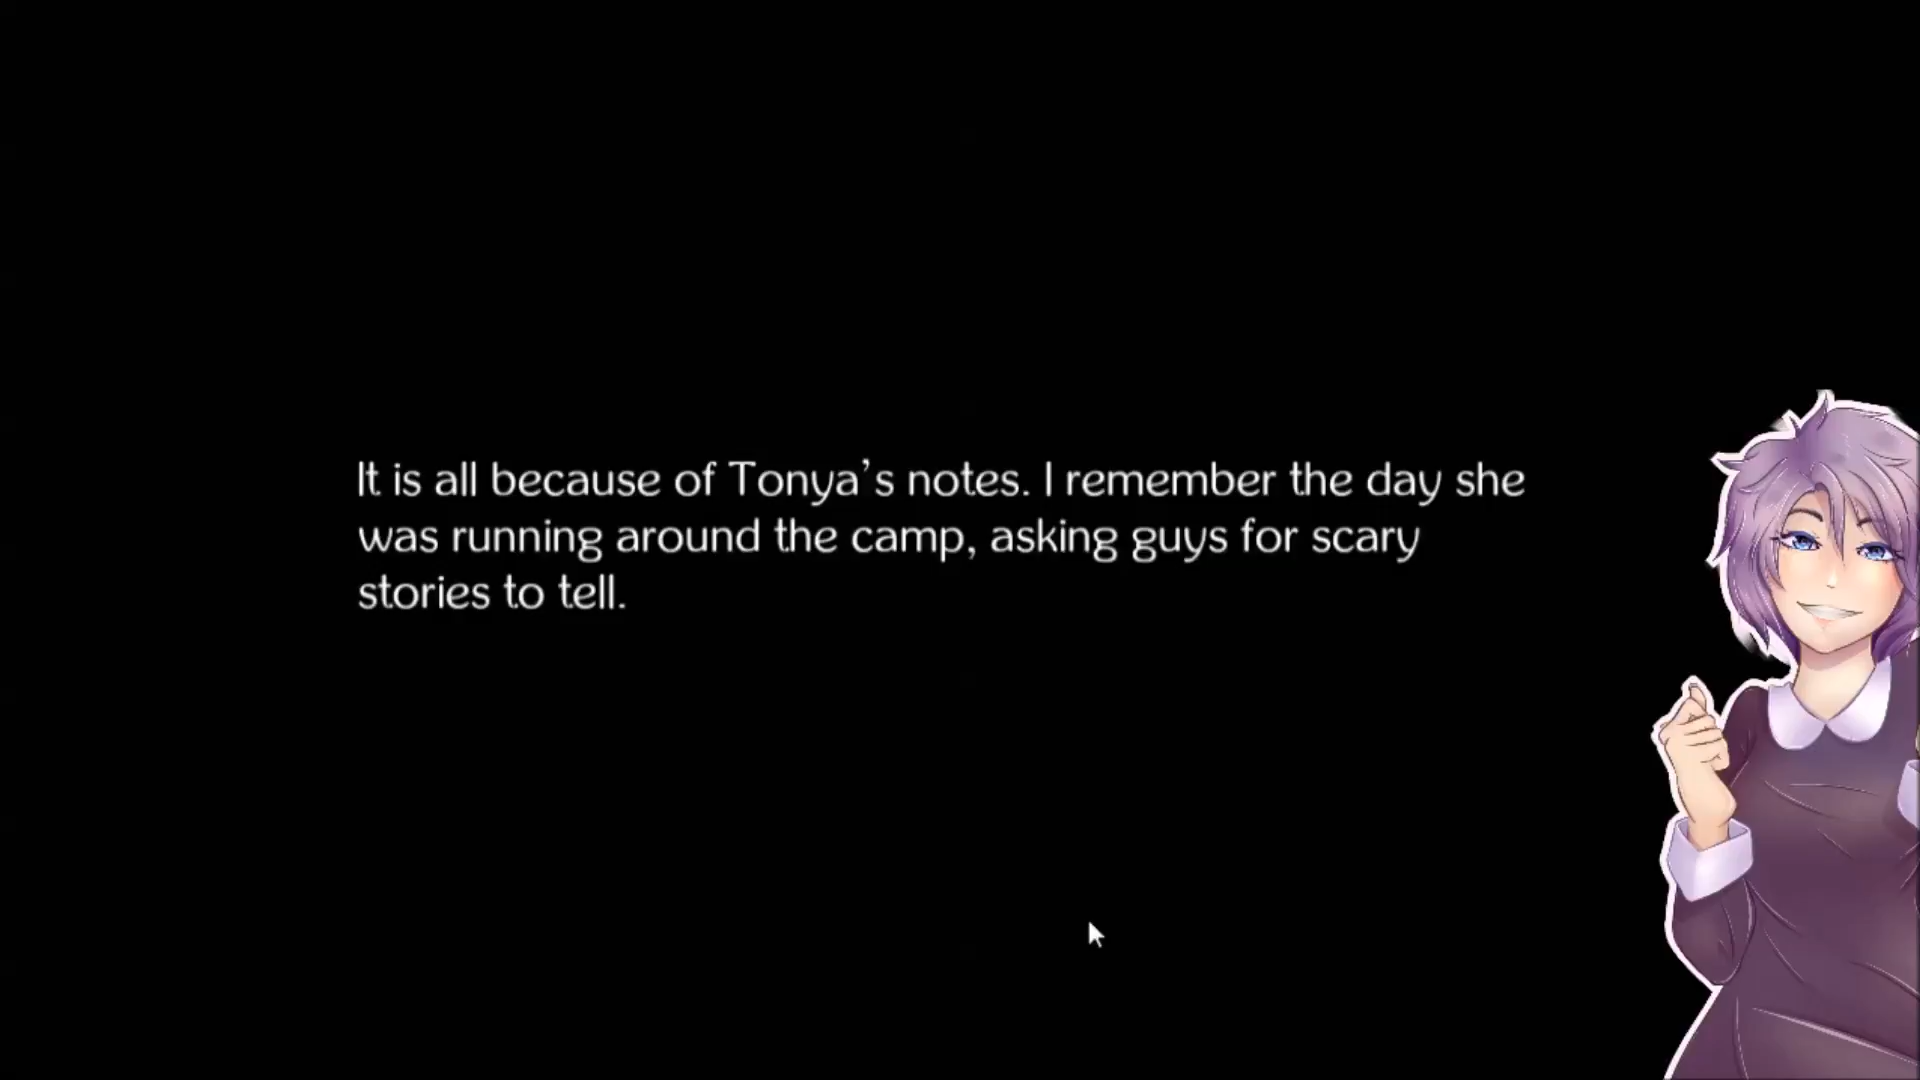 It is all because of Tonya’s notes. I remember the day she
was running around the camp, asking guys for scary
stories to tell.